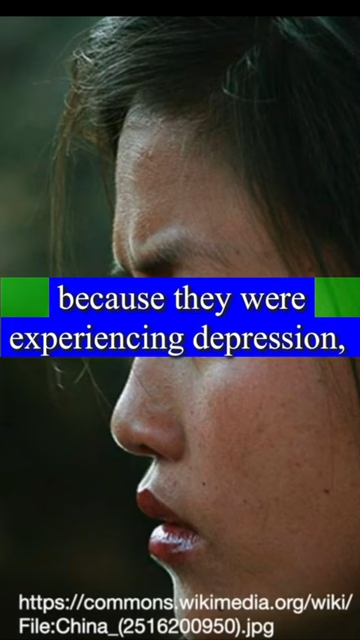 because they were
experiencing depression,
https://commons.wikimedia.org/wiki/
File:China_(2516200950).jpg